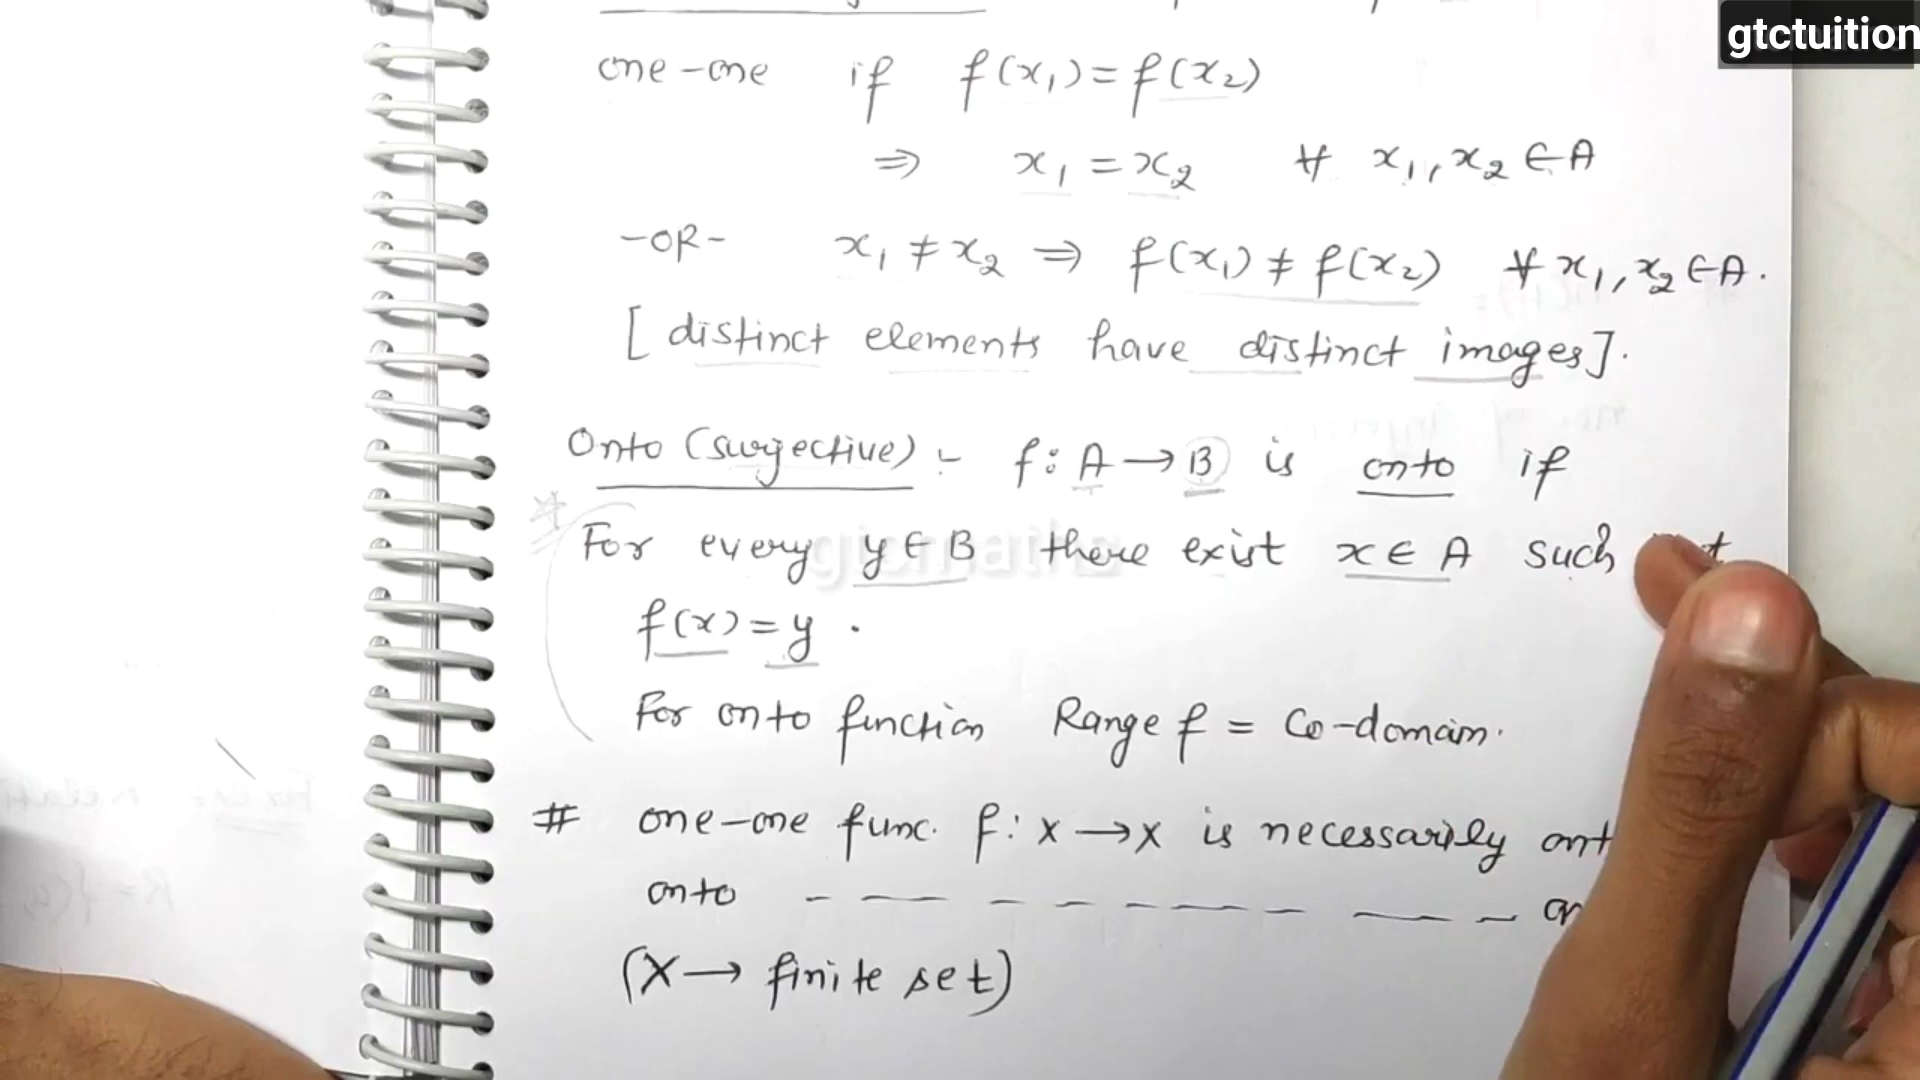 gtctuition
one-one if f(x₁)=f(x₂)
⇒ x₁ = x₂ ∀ x₁, x₂ ∈ A
-OR- x₁ ≠ x₂ ⇒ f(x₁) ≠ f(x₂) ∀ x₁, x₂ ∈ A.
[distinct elements have distinct images].
Onto (surjective) :- f: A → B is onto if
For every y ∈ B there exist x ∈ A such
gtcmaths
f(x) = y .
For onto function Range f = Co-domain.
# one-one func. f: X → X is necessarily ont
onto - — - - - — - — - — -
(X → finite set)